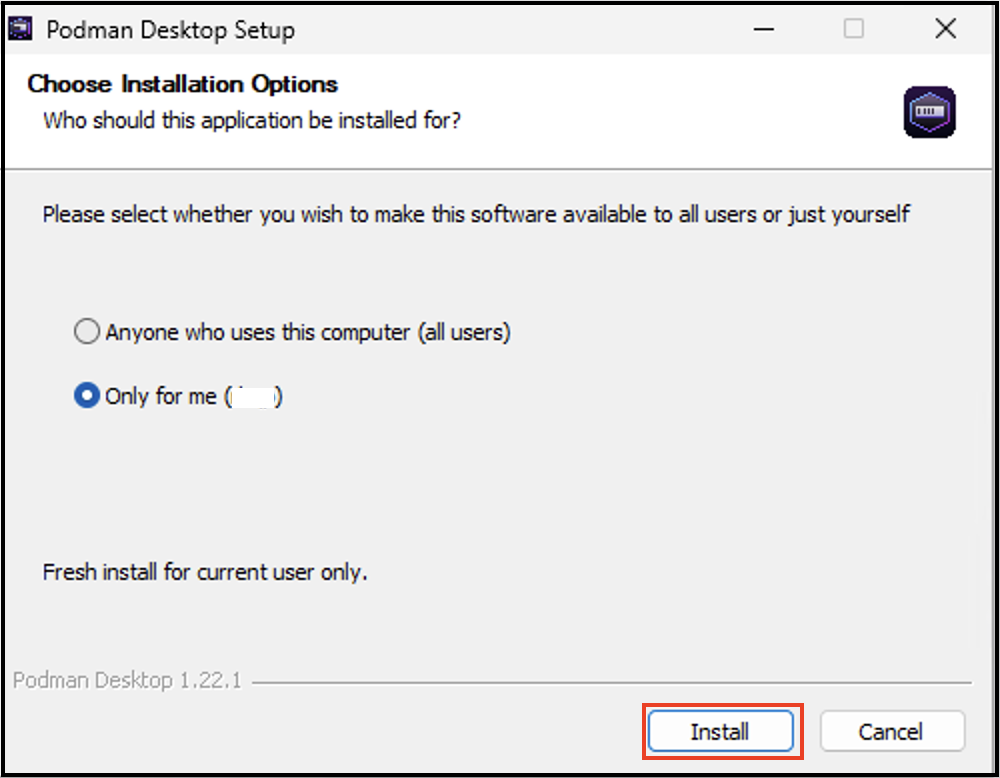 Podman Desktop Setup
Choose Installation Options
Who should this application be installed for?
Please select whether you wish to make this software available to all users or just yourself
Anyone who uses this computer (all users)
Only for me ( )
Fresh install for current user only.
Podman Desktop 1.22.1
Install
Cancel